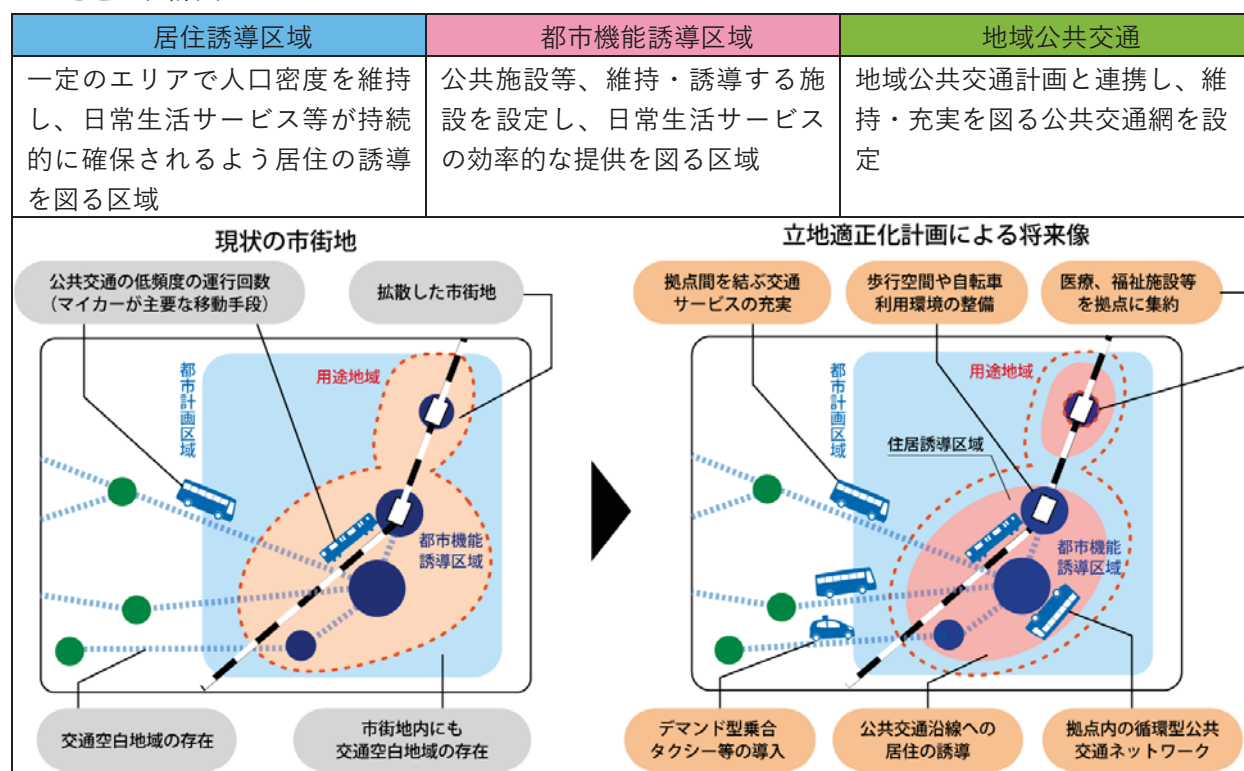 居住誘導区域
都市機能誘導区域
地域公共交通
一定のエリアで人口密度を維持
し、日常生活サービス等が持続
的に確保されるよう居住の誘導
を図る区域
公共施設等、維持・誘導する施
設を設定し、日常生活サービス
の効率的な提供を図る区域
地域公共交通計画と連携し、維
持・充実を図る公共交通網を設
定
現状の市街地
公共交通の低頻度の運行回数
（マイカーが主要な移動手段）
拡散した市街地
都市計画区域
用途地域
都市機能
誘導区域
交通空白地域の存在
市街地内にも
交通空白地域の存在
立地適正化計画による将来像
拠点間を結ぶ交通
サービスの充実
歩行空間や自転車
利用環境の整備
医療、福祉施設等
を拠点に集約
都市計画区域
用途地域
住居誘導区域
都市機能
誘導区域
デマンド型乗合
タクシー等の導入
公共交通沿線への
居住の誘導
拠点内の循環型公共
交通ネットワーク